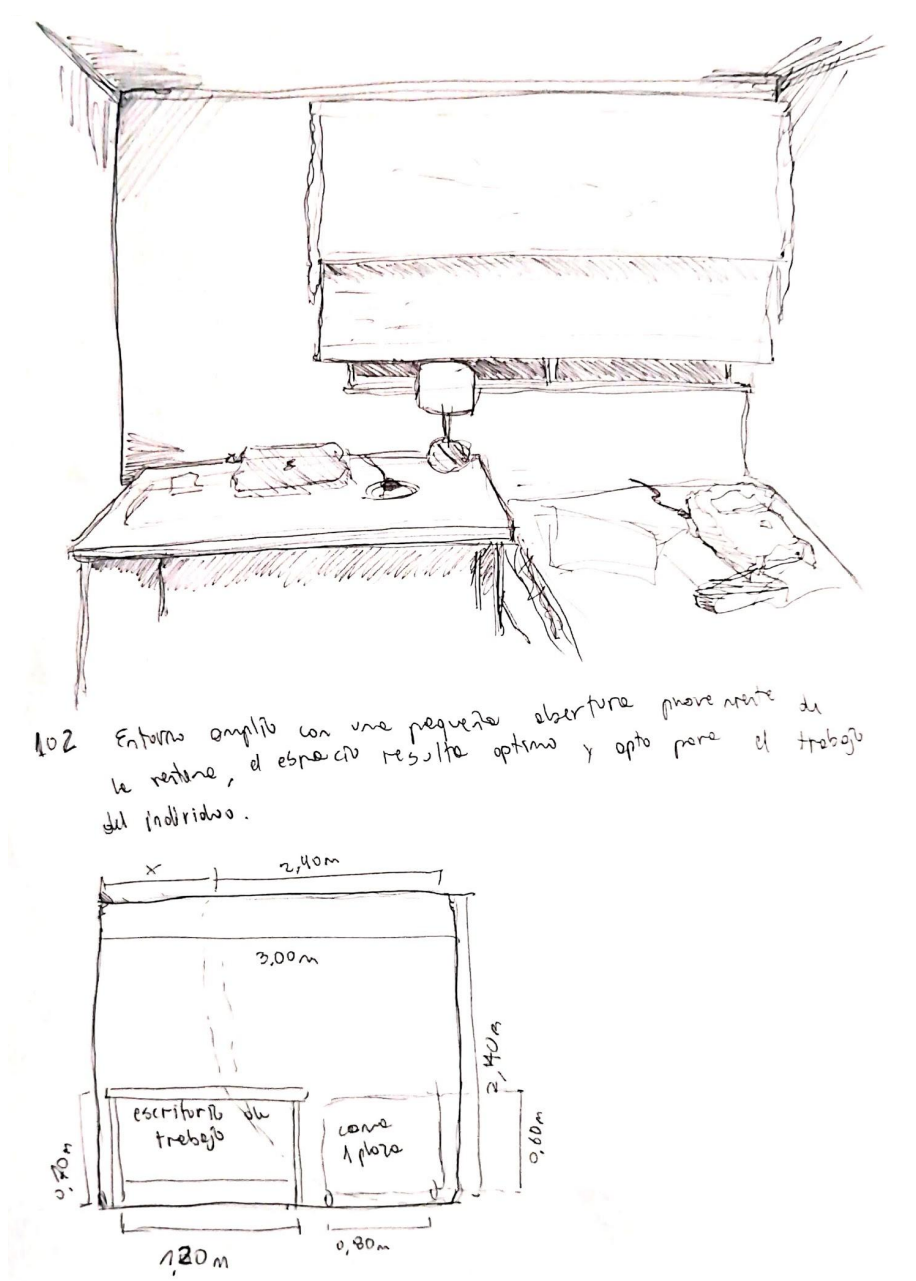 102 Entorno amplio con una pequeña abertura proveniente de
la ventana, el espacio resulta optimo y apto para el trabajo
del individuo.
x 2,40m
3,00m
2,40m
escritorio de
trabajo
cama
1 plaza
0,70m
0,60m
1,20m
0,80m